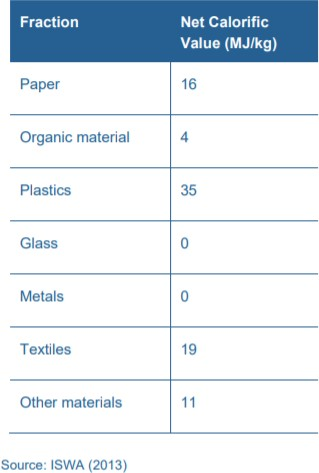 Fraction Net Calorific
Value (MJ/kg)
Paper 16
Organic material 4
Plastics 35
Glass 0
Metals 0
Textiles 19
Other materials 11
Source: ISWA (2013)